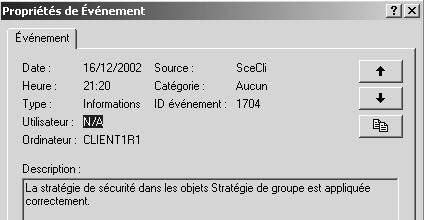 Propriétés de Événement
Événement
Date : 16/12/2002 Source : SceCli
Heure : 21:20 Catégorie : Aucun
Type : Informations ID événement : 1704
Utilisateur : N/A
Ordinateur : CLIENT1R1
Description :
La stratégie de sécurité dans les objets Stratégie de groupe est appliquée
correctement.